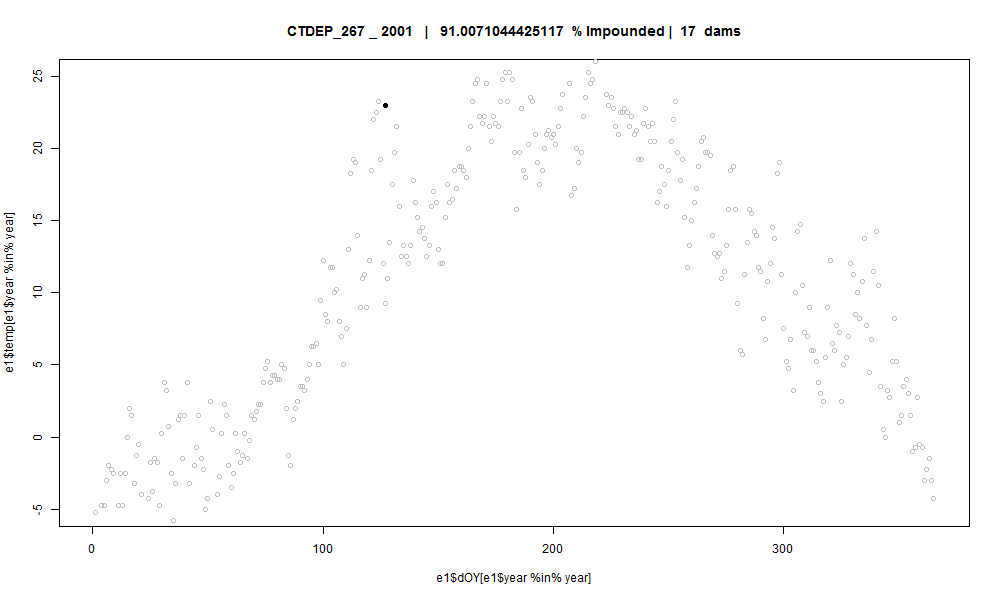 CTDEP_267 _ 2001 | 91.0071044425117 % Impounded | 17 dams
e1$temp[e1$year %in% year]
25
20
15
10
5
0
-5
0 100 200 300
e1$dOY[e1$year %in% year]